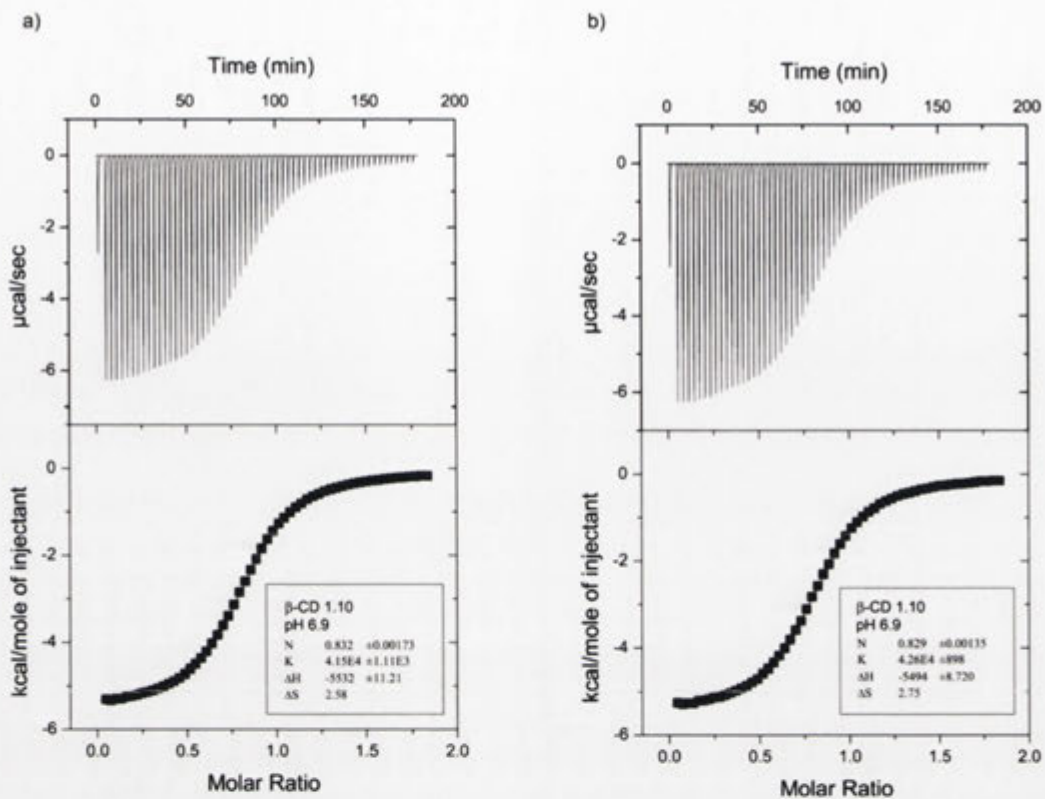 a)
Time (min)
0 50 100 150 200
0
-2
-4
-6
µcal/sec
0
-2
-4
-6
kcal/mole of injectant
β-CD 1.10
pH 6.9
N 0.832 ±0.00173
K 4.15E4 ±1.11E3
ΔH -5532 ±11.21
ΔS 2.58
0.0 0.5 1.0 1.5 2.0
Molar Ratio
b)
Time (min)
0 50 100 150 200
0
-2
-4
-6
µcal/sec
0
-2
-4
-6
kcal/mole of injectant
β-CD 1.10
pH 6.9
N 0.829 ±0.00135
K 4.26E4 ±898
ΔH -5494 ±8.720
ΔS 2.75
0.0 0.5 1.0 1.5 2.0
Molar Ratio